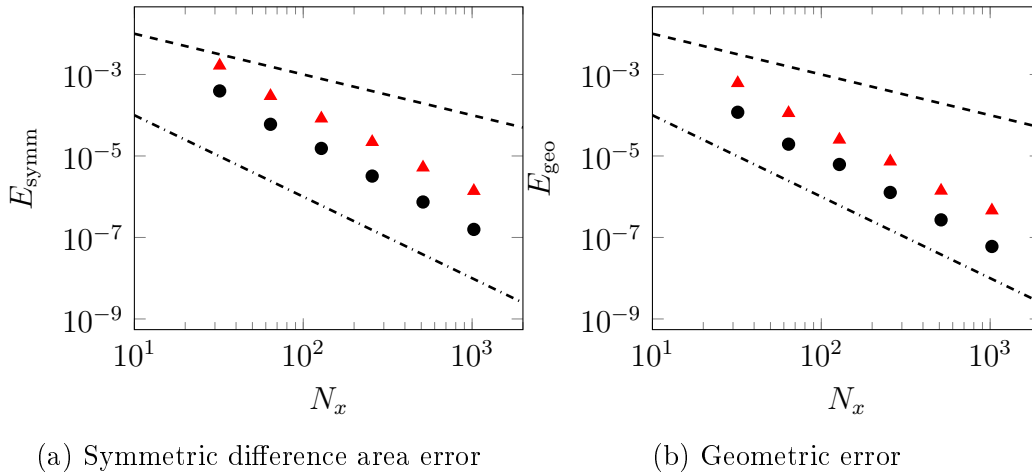 10^{-3}
10^{-5}
10^{-7}
10^{-9}
E_{symm}
10^1
10^2
10^3
N_x
(a) Symmetric difference area error
10^{-3}
10^{-5}
10^{-7}
10^{-9}
E_{geo}
10^1
10^2
10^3
N_x
(b) Geometric error